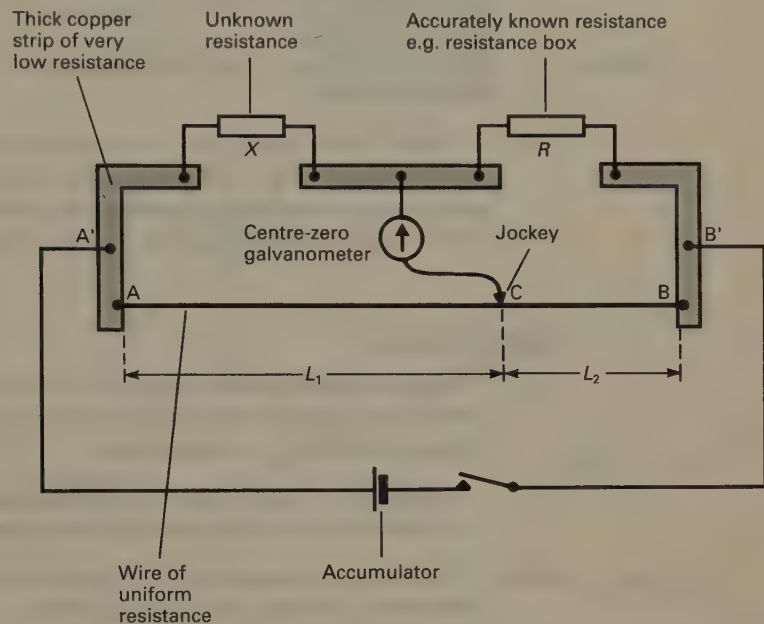 Thick copper
strip of very
low resistance
Unknown
resistance
Accurately known resistance
e.g. resistance box
X
R
A'
Centre-zero
galvanometer
Jockey
B'
A
C
B
L₁
L₂
Wire of
uniform
resistance
Accumulator